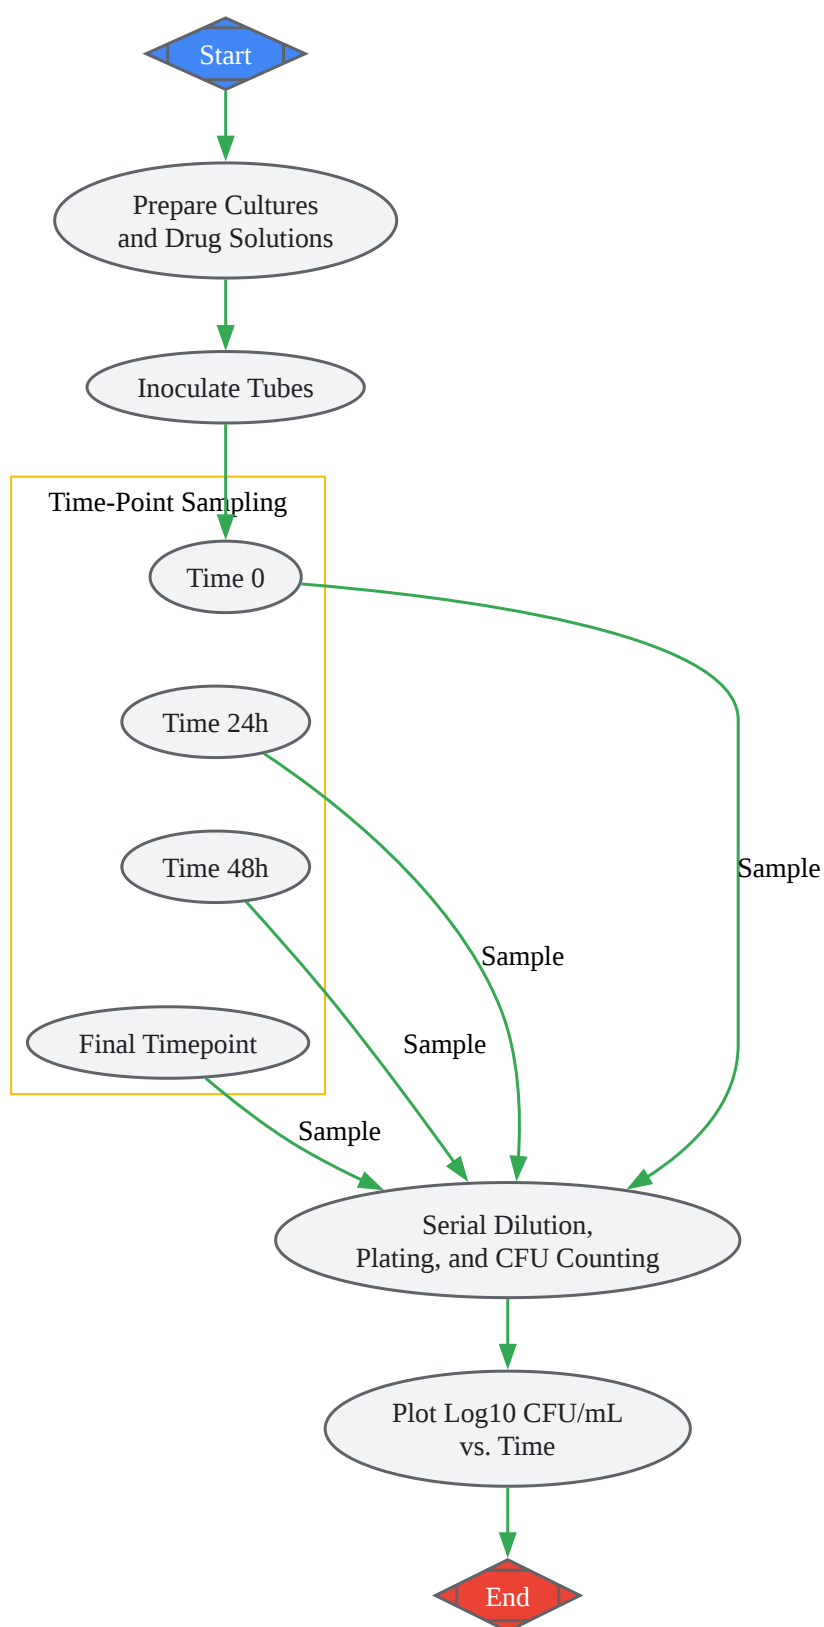 Start
Prepare Cultures
and Drug Solutions
Inoculate Tubes
Time-Point Sampling
Time 0
Time 24h
Time 48h
Sample
Sample
Final Timepoint
Sample
Sample
Serial Dilution,
Plating, and CFU Counting
Plot Log10 CFU/mL
vs. Time
End